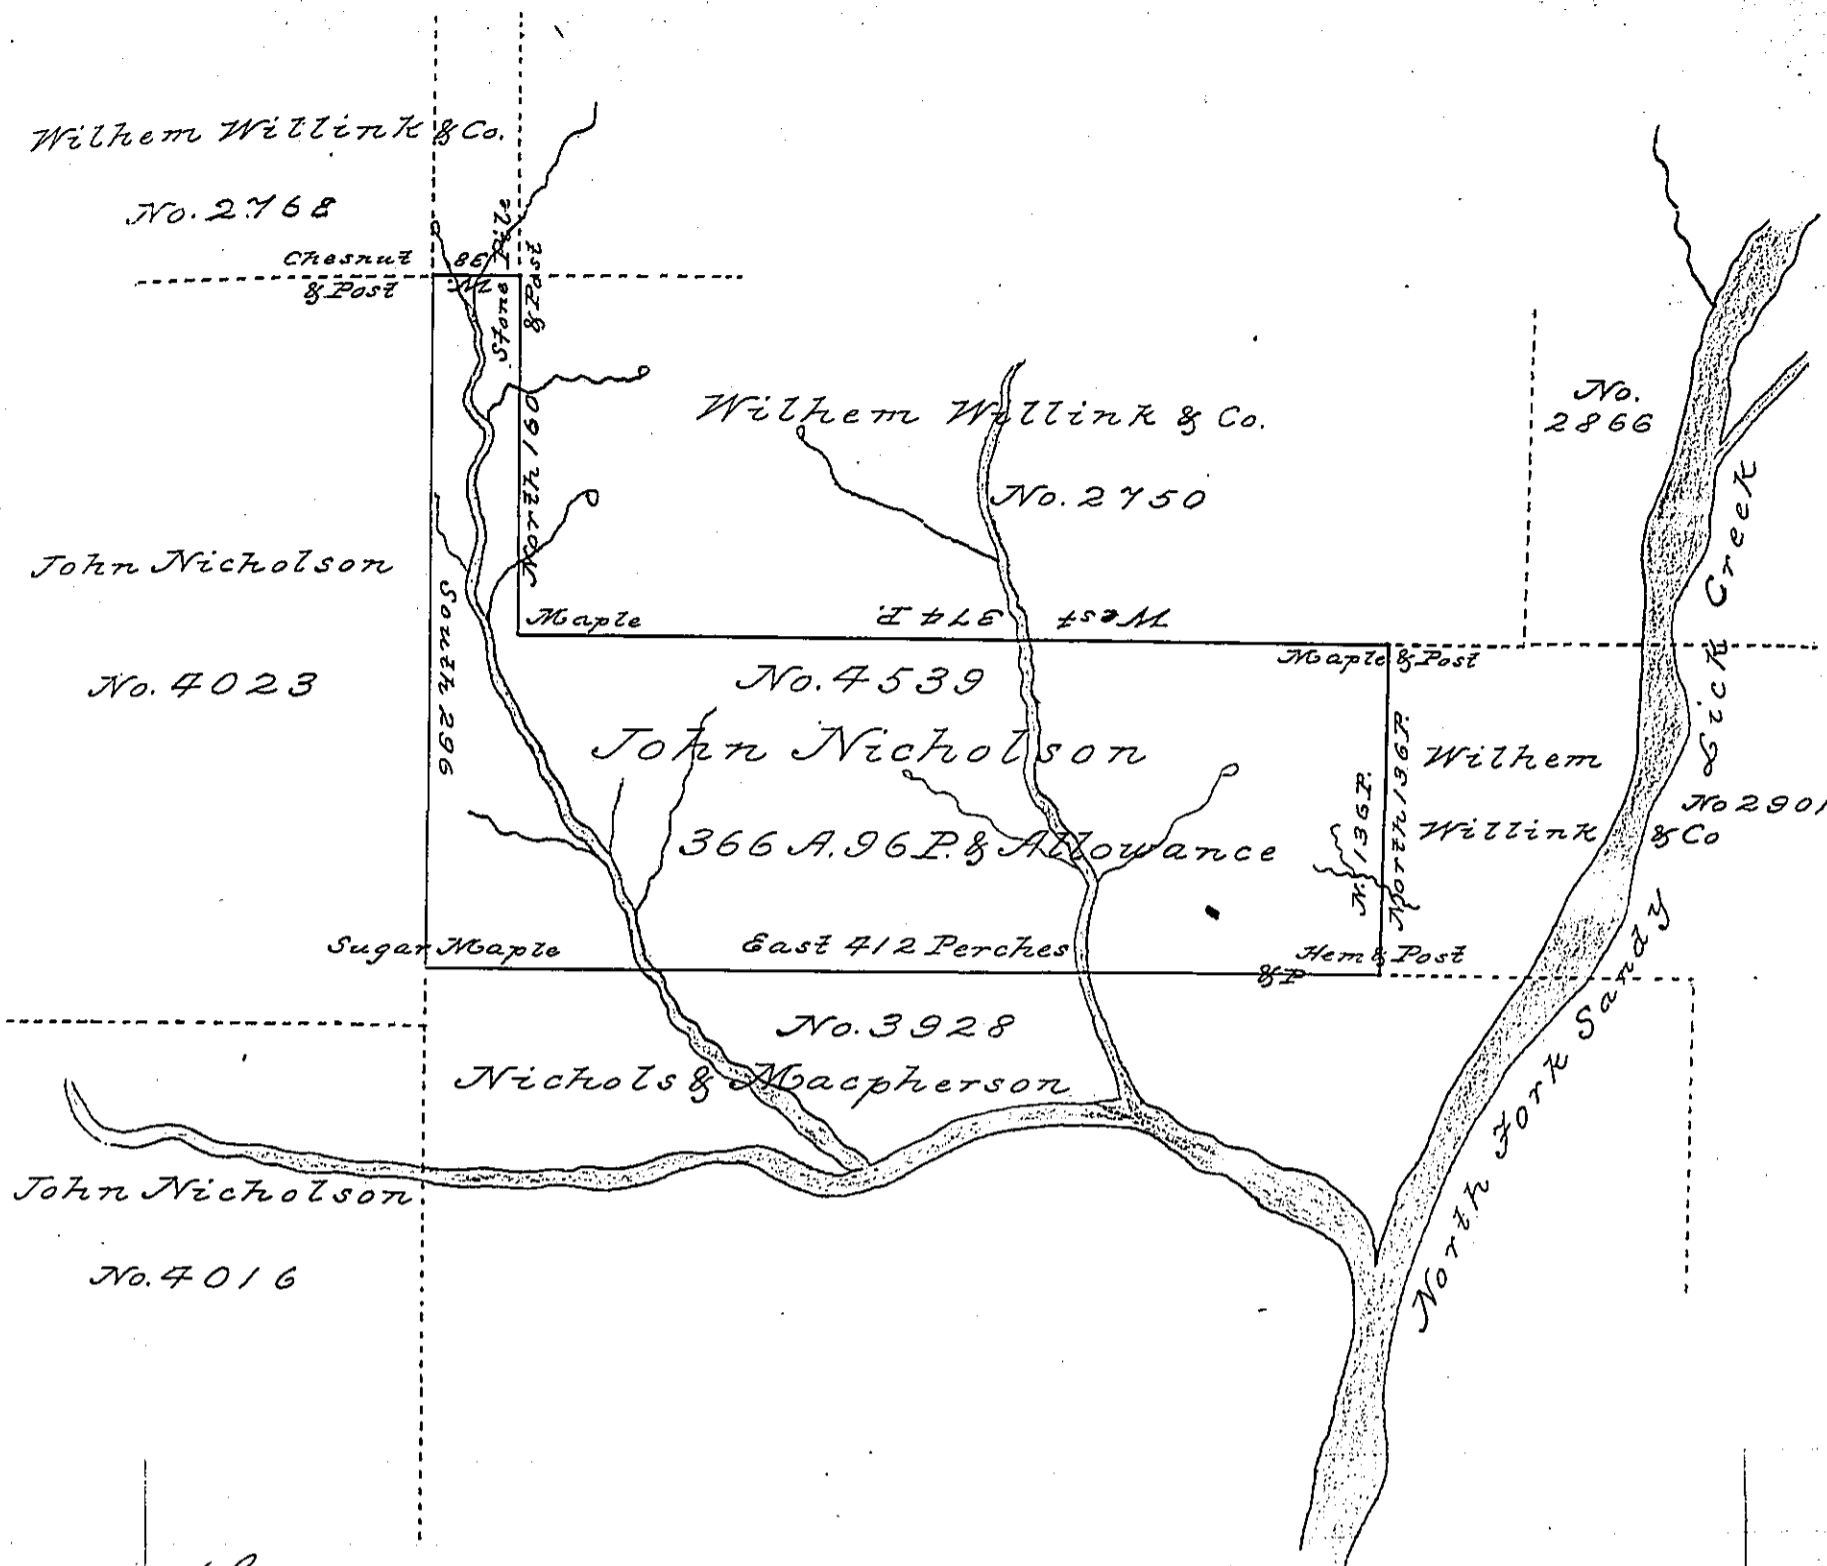 Wilhem Willink & Co.
No. 2768
Chesnut
& Post
38
W.
Stone Pile
& Post
North 160
Wilhem Willink & Co.
No. 2750
No.
2866
John Nicholson
No. 4023
South 296
Maple
West 374 P.
Maple & Post
No. 4539
John Nicholson
366 A. 96 P. & Allowance
N. 136 P.
North 136 P.
Wilhem
Willink & Co
No 2901
Sugar Maple
East 412 Perches
Hem & Post
& P
No. 3928
Nichols & Macpherson
John Nicholson
No. 4016
North Fork Sandy Lick Creek